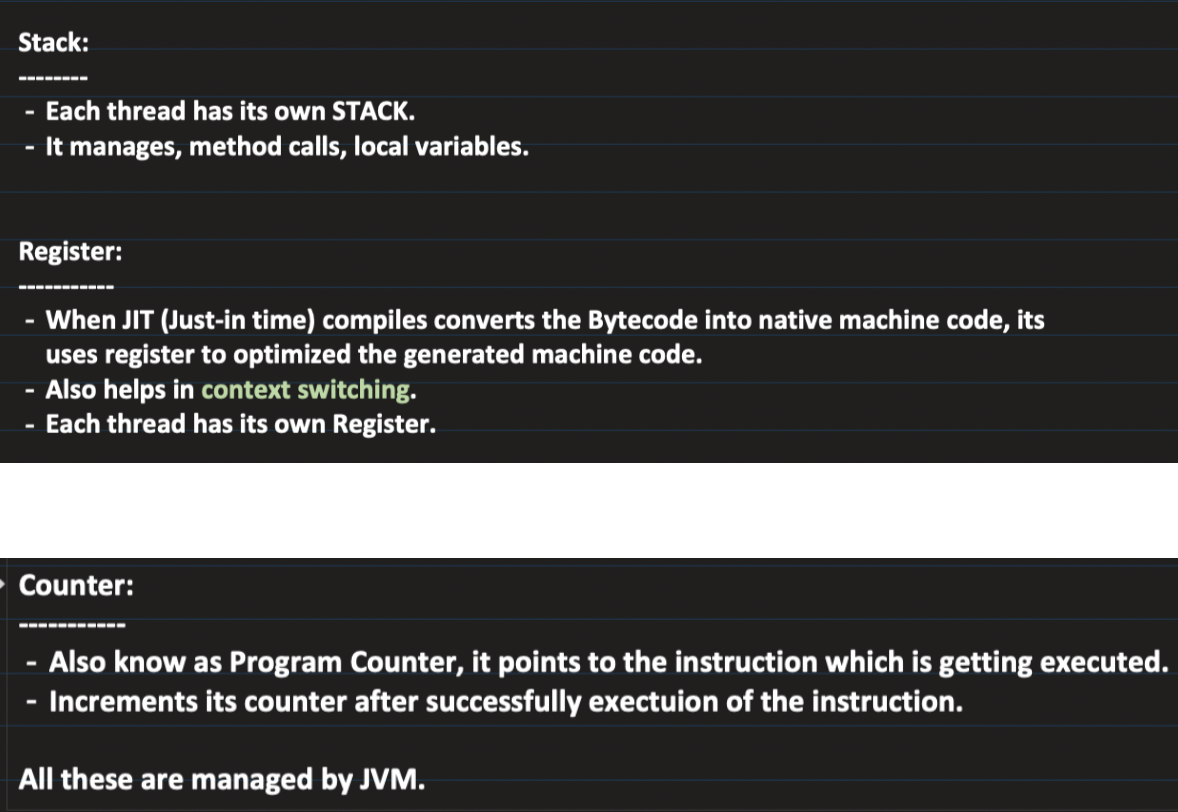 Stack:
--------
- Each thread has its own STACK.
- It manages, method calls, local variables.
Register:
-----------
- When JIT (Just-in time) compiles converts the Bytecode into native machine code, its
uses register to optimized the generated machine code.
- Also helps in context switching.
- Each thread has its own Register.
Counter:
-----------
- Also know as Program Counter, it points to the instruction which is getting executed.
- Increments its counter after successfully exectuion of the instruction.
All these are managed by JVM.